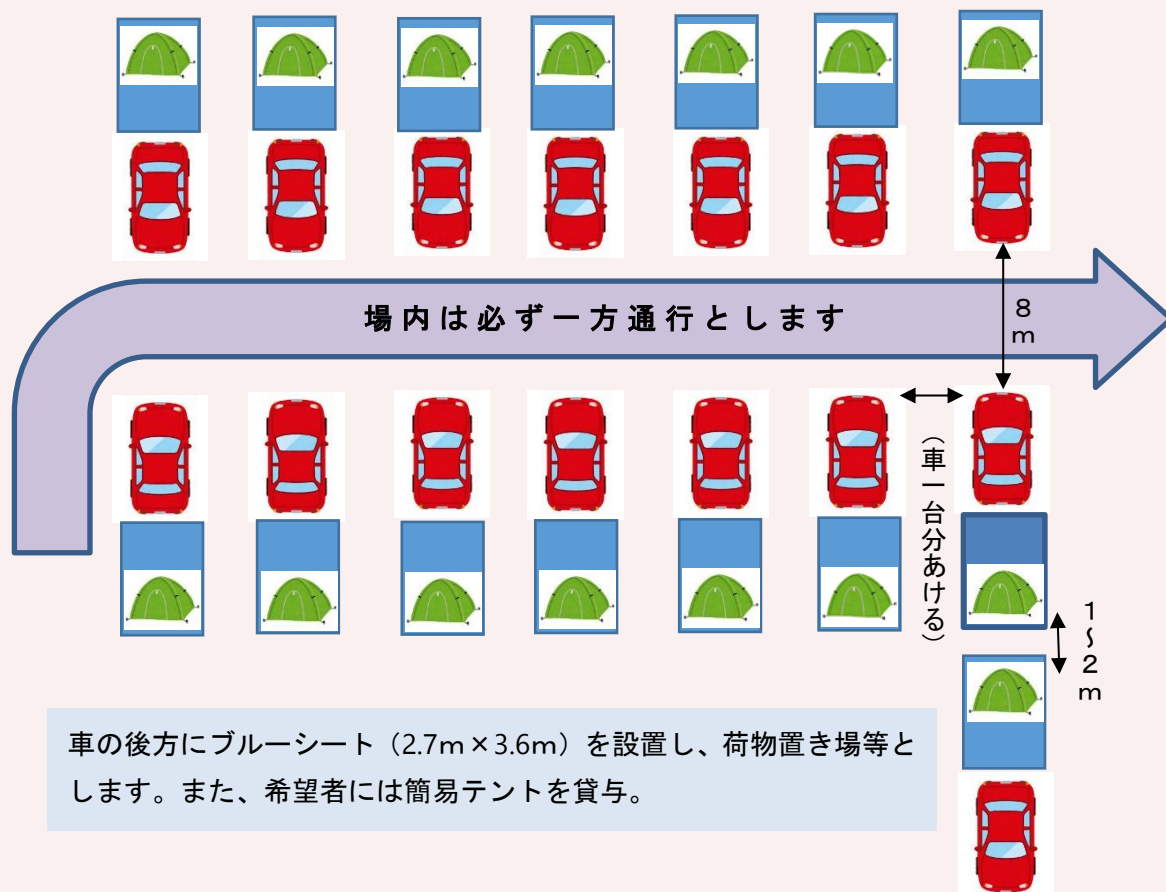 場内は必ず一方通行とします
8m
（車一台分あける）
1~2m
車の後方にブルーシート（2.7m×3.6m）を設置し、荷物置き場等と
します。また、希望者には簡易テントを貸与。